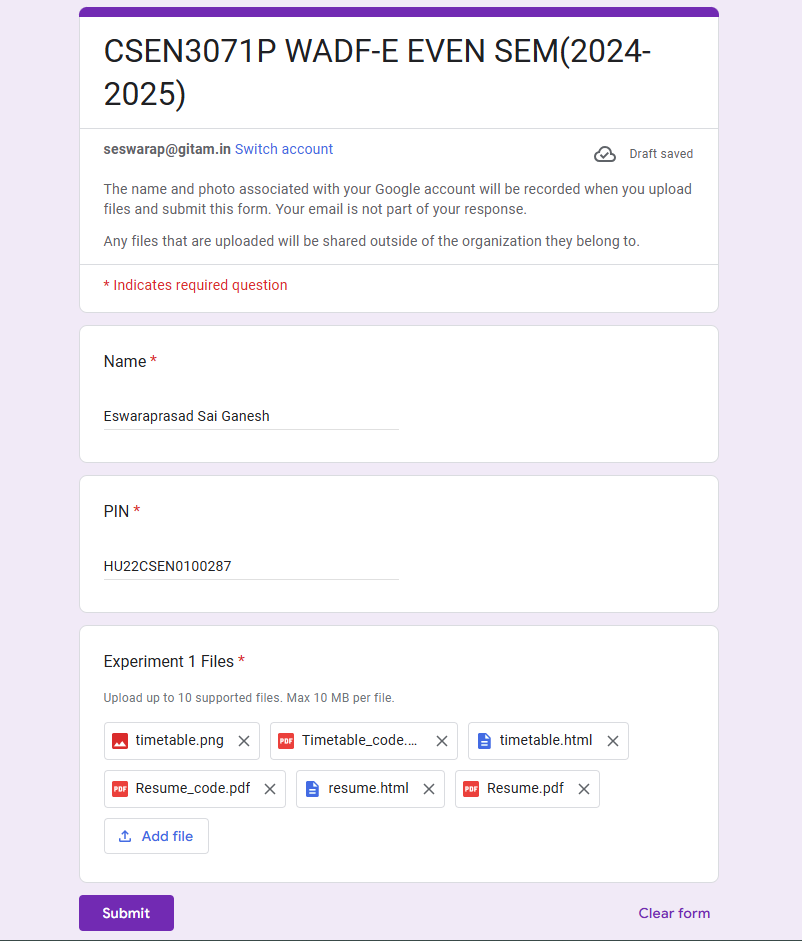 CSEN3071P WADF-E EVEN SEM(2024-
2025)
seswarap@gitam.in Switch account
Draft saved
The name and photo associated with your Google account will be recorded when you upload
files and submit this form. Your email is not part of your response.
Any files that are uploaded will be shared outside of the organization they belong to.
* Indicates required question
Name *
Eswaraprasad Sai Ganesh
PIN *
HU22CSEN0100287
Experiment 1 Files *
Upload up to 10 supported files. Max 10 MB per file.
timetable.png
PDF Timetable_code....
timetable.html
PDF Resume_code.pdf
resume.html
PDF Resume.pdf
Add file
Submit
Clear form